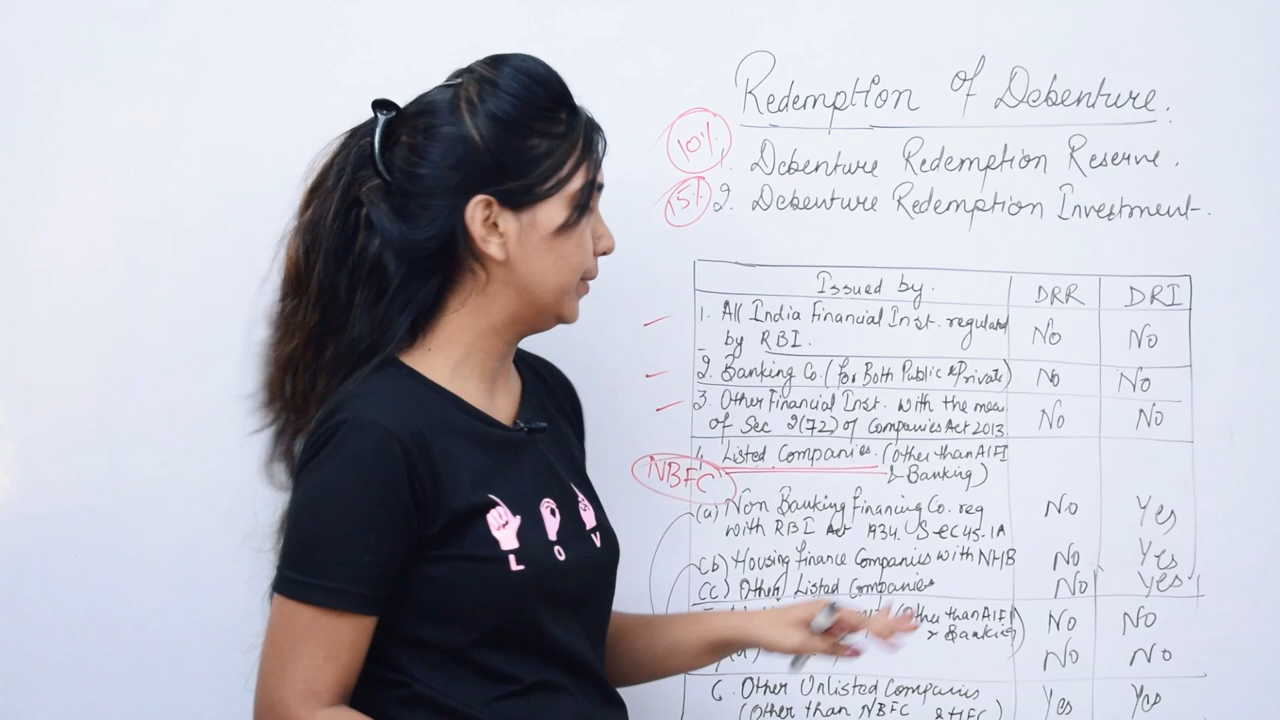 Redemption of Debenture.
10% 1. Debenture Redemption Reserve.
15% 2. Debenture Redemption Investment.
Issued by. DRR DRI
1. All India Financial Inst. regulated
by RBI. No No
2. Banking Co. (for Both Public & Private) No No
3. Other Financial Inst. with the mean
of Sec 2(72) of Companies Act 2013. No No
4. Listed Companies. (Other than AIFI
& Banking)
NBFC
(a) Non Banking Financing Co. reg No Yes
with RBI Act 1934. Sec 45-1A
(b) Housing Finance Companies with NHB No Yes
(c) Other Listed Companies No Yes
(Other than AIFI No No
& Banking)
No No
6. Other Unlisted Companies Yes Yes
(Other than NBFC & HFC)
L O V